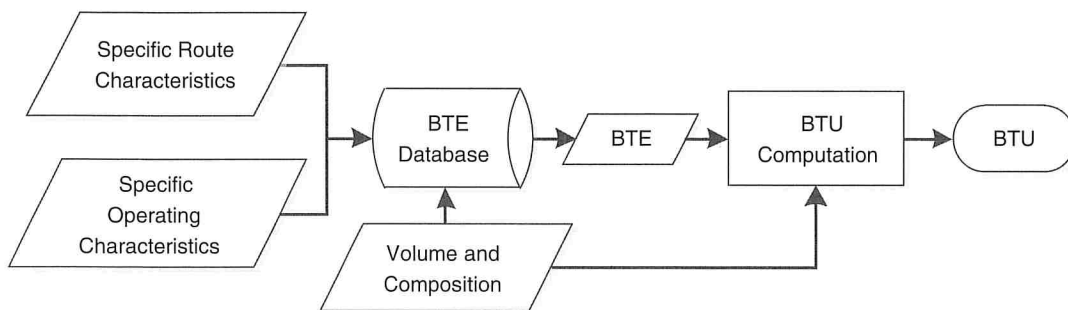 Specific Route
Characteristics
Specific
Operating
Characteristics
BTE
Database
Volume and
Composition
BTE
BTU
Computation
BTU